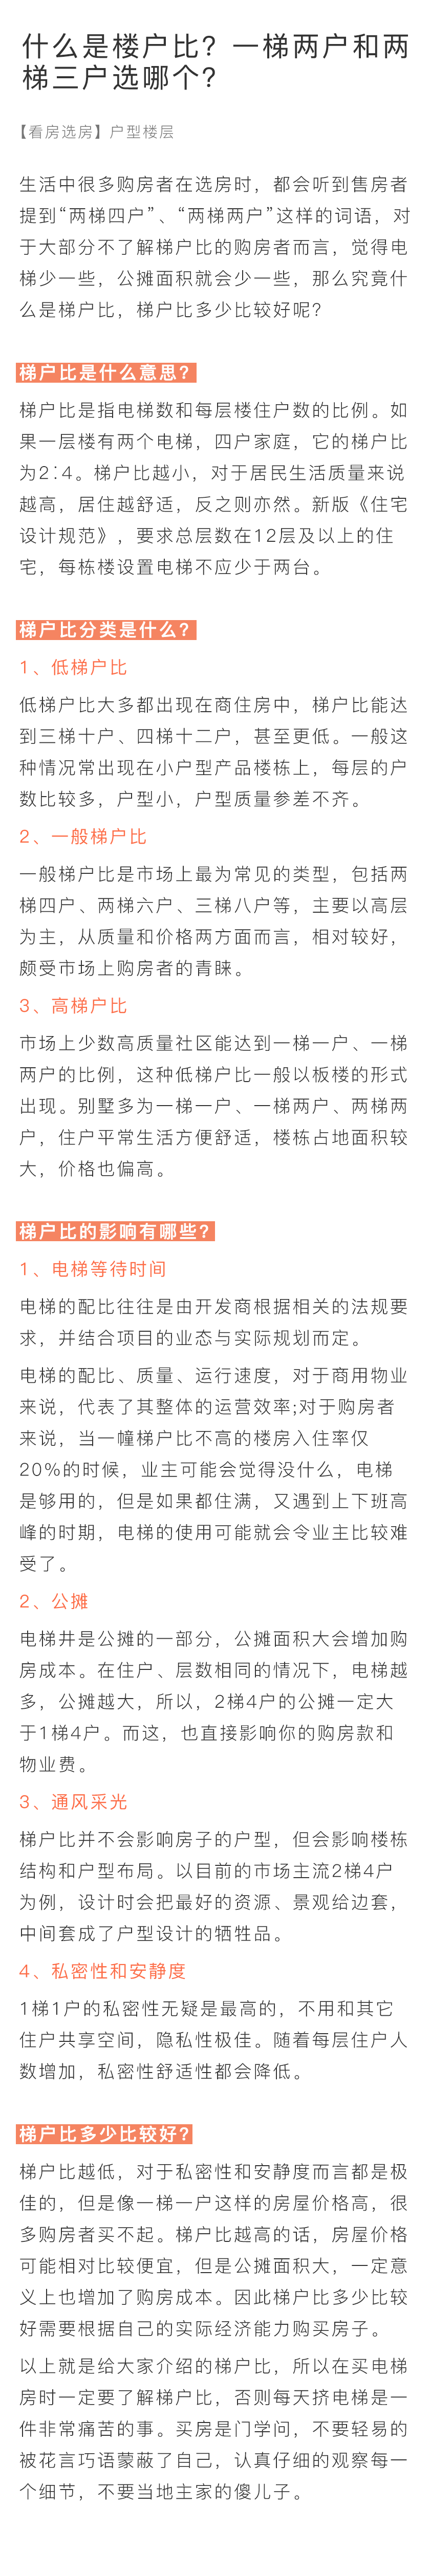 什么是楼户比？一梯两户和两
梯三户选哪个？
【看房选房】户型楼层
生活中很多购房者在选房时，都会听到售房者
提到“两梯四户”、“两梯两户”这样的词语，对
于大部分不了解梯户比的购房者而言，觉得电
梯少一些，公摊面积就会少一些，那么究竟什
么是梯户比，梯户比多少比较好呢？
梯户比是什么意思？
梯户比是指电梯数和每层楼住户数的比例。如
果一层楼有两个电梯，四户家庭，它的梯户比
为2:4。梯户比越小，对于居民生活质量来说
越高，居住越舒适，反之则亦然。新版《住宅
设计规范》，要求总层数在12层及以上的住
宅，每栋楼设置电梯不应少于两台。
梯户比分类是什么？
1、低梯户比
低梯户比大多都出现在商住房中，梯户比能达
到三梯十户、四梯十二户，甚至更低。一般这
种情况常出现在小户型产品楼栋上，每层的户
数比较多，户型小，户型质量参差不齐。
2、一般梯户比
一般梯户比是市场上最为常见的类型，包括两
梯四户、两梯六户、三梯八户等，主要以高层
为主，从质量和价格两方面而言，相对较好，
颇受市场上购房者的青睐。
3、高梯户比
市场上少数高质量社区能达到一梯一户、一梯
两户的比例，这种低梯户比一般以板楼的形式
出现。别墅多为一梯一户、一梯两户、两梯两
户，住户平常生活方便舒适，楼栋占地面积较
大，价格也偏高。
梯户比的影响有哪些？
1、电梯等待时间
电梯的配比往往是由开发商根据相关的法规要
求，并结合项目的业态与实际规划而定。
电梯的配比、质量、运行速度，对于商用物业
来说，代表了其整体的运营效率;对于购房者
来说，当一幢梯户比不高的楼房入住率仅
20%的时候，业主可能会觉得没什么，电梯
是够用的，但是如果都住满，又遇到上下班高
峰的时期，电梯的使用可能就会令业主比较难
受了。
2、公摊
电梯井是公摊的一部分，公摊面积大会增加购
房成本。在住户、层数相同的情况下，电梯越
多，公摊越大，所以，2梯4户的公摊一定大
于1梯4户。而这，也直接影响你的购房款和
物业费。
3、通风采光
梯户比并不会影响房子的户型，但会影响楼栋
结构和户型布局。以目前的市场主流2梯4户
为例，设计时会把最好的资源、景观给边套，
中间套成了户型设计的牺牲品。
4、私密性和安静度
1梯1户的私密性无疑是最高的，不用和其它
住户共享空间，隐私性极佳。随着每层住户人
数增加，私密性舒适性都会降低。
梯户比多少比较好？
梯户比越低，对于私密性和安静度而言都是极
佳的，但是像一梯一户这样的房屋价格高，很
多购房者买不起。梯户比越高的话，房屋价格
可能相对比较便宜，但是公摊面积大，一定意
义上也增加了购房成本。因此梯户比多少比较
好需要根据自己的实际经济能力购买房子。
以上就是给大家介绍的梯户比，所以在买电梯
房时一定要了解梯户比，否则每天挤电梯是一
件非常痛苦的事。买房是门学问，不要轻易的
被花言巧语蒙蔽了自己，认真仔细的观察每一
个细节，不要当地主家的傻儿子。